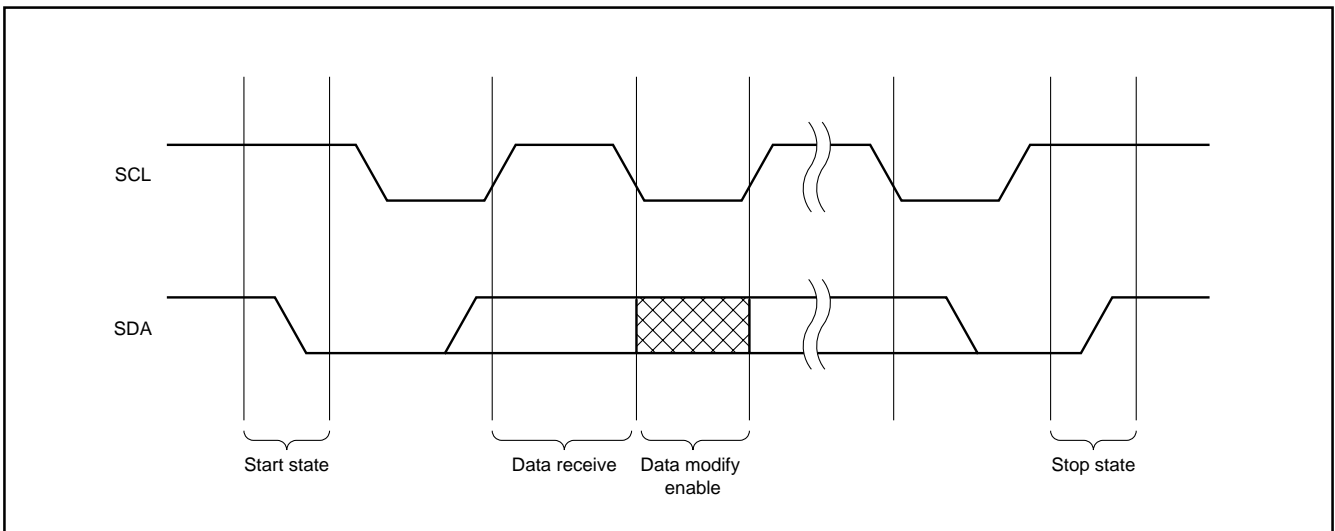 SCL
SDA
Start state
Data receive
Data modify
enable
Stop state